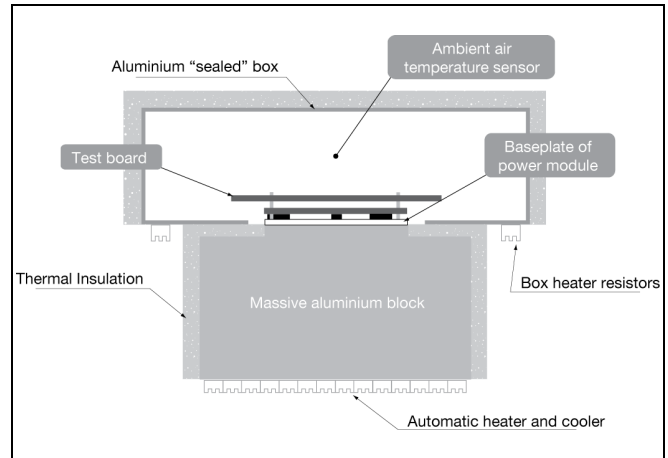 Ambient air
temperature sensor
Aluminium “sealed” box
Test board
Baseplate of
power module
Thermal Insulation
Massive aluminium block
Box heater resistors
Automatic heater and cooler